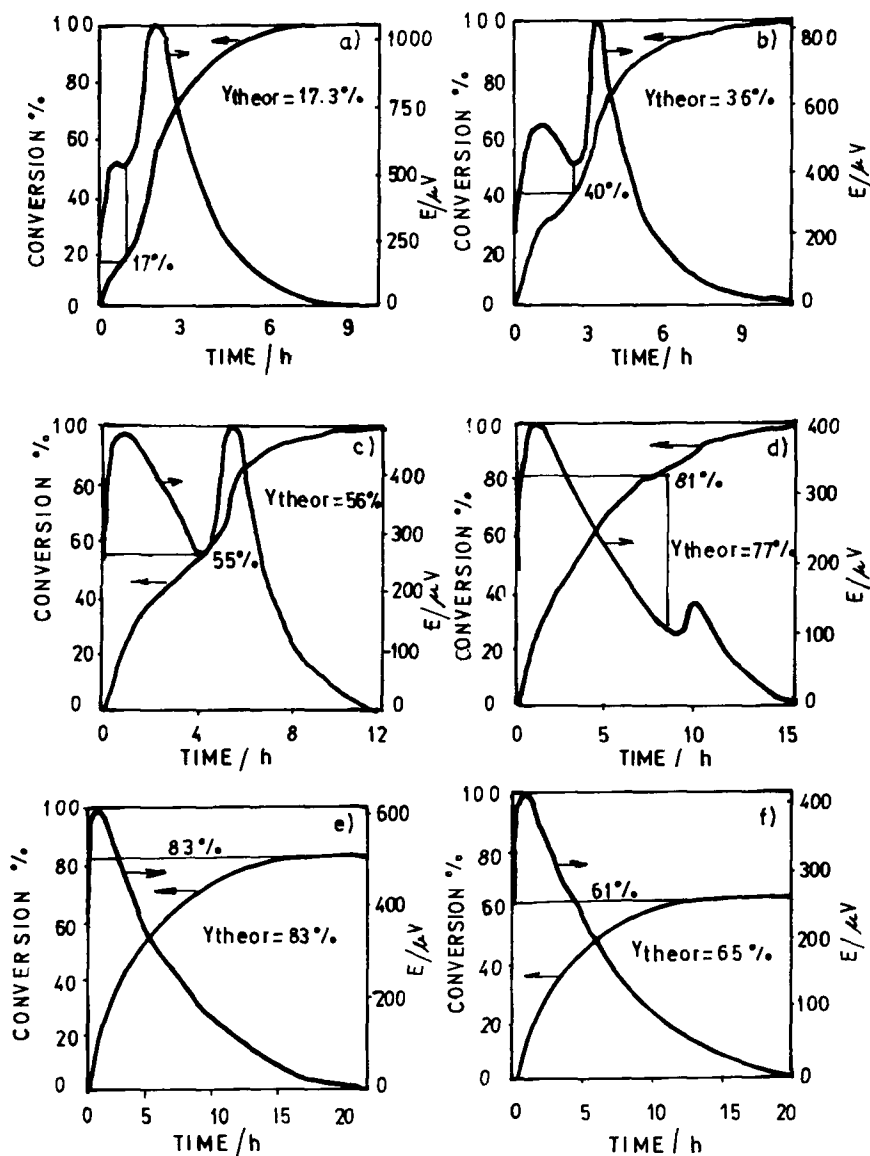 a)
CONVERSION %
100
80
60
40
20
0
Ytheor=17.3%
17%
E/μV
1000
750
500
250
0
0 3 6 9
TIME / h
b)
CONVERSION %
100
80
60
40
20
0
Ytheor=36%
40%
E/μV
800
600
400
200
0
0 3 6 9
TIME / h
c)
CONVERSION %
100
80
60
40
20
0
Ytheor=56%
55%
E/μV
400
300
200
100
0
0 4 8 12
TIME / h
d)
CONVERSION %
100
80
60
40
20
0
81%
Ytheor=77%
E/μV
400
300
200
100
0
0 5 10 15
TIME / h
e)
CONVERSION %
100
80
60
40
20
0
83%
Ytheor=83%
E/μV
600
400
200
0
0 5 10 15 20
TIME / h
f)
CONVERSION %
100
80
60
40
20
0
61%
Ytheor=65%
E/μV
400
300
200
100
0
0 5 10 15 20
TIME / h